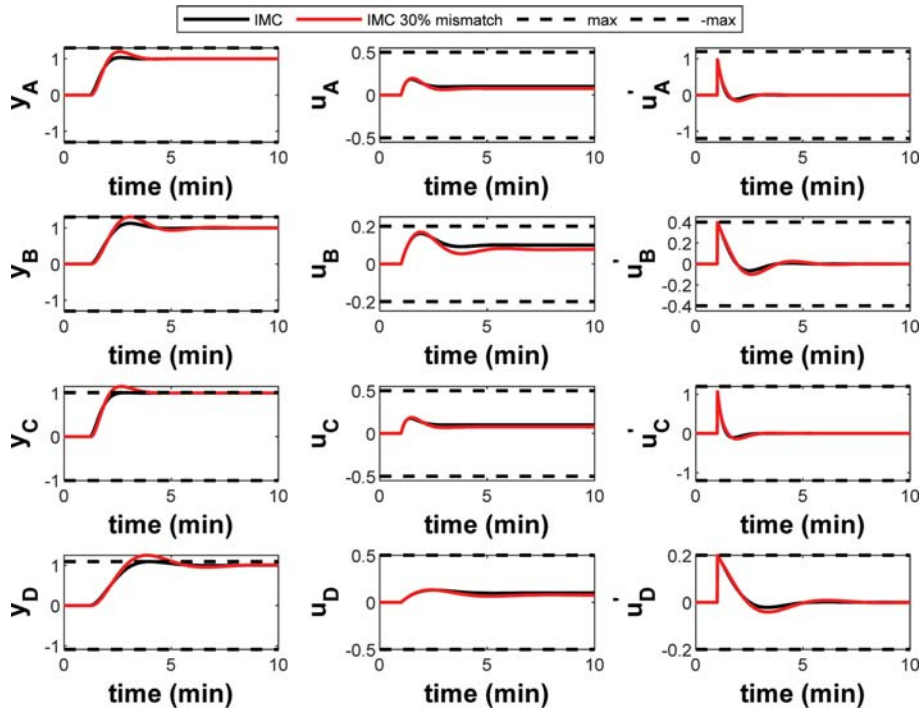 IMC IMC 30% mismatch max -max
y_A 1 0 -1 0 5 10 time (min)
u_A 0.5 0 -0.5 0 5 10 time (min)
u'_A 1 0 -1 0 5 10 time (min)
y_B 1 0 -1 0 5 10 time (min)
u_B 0.2 0 -0.2 0 5 10 time (min)
u'_B 0.4 0.2 0 -0.2 -0.4 0 5 10 time (min)
y_C 1 0 -1 0 5 10 time (min)
u_C 0.5 0 -0.5 0 5 10 time (min)
u'_C 1 0 -1 0 5 10 time (min)
y_D 1 0 -1 0 5 10 time (min)
u_D 0.5 0 -0.5 0 5 10 time (min)
u'_D 0.2 0 -0.2 0 5 10 time (min)